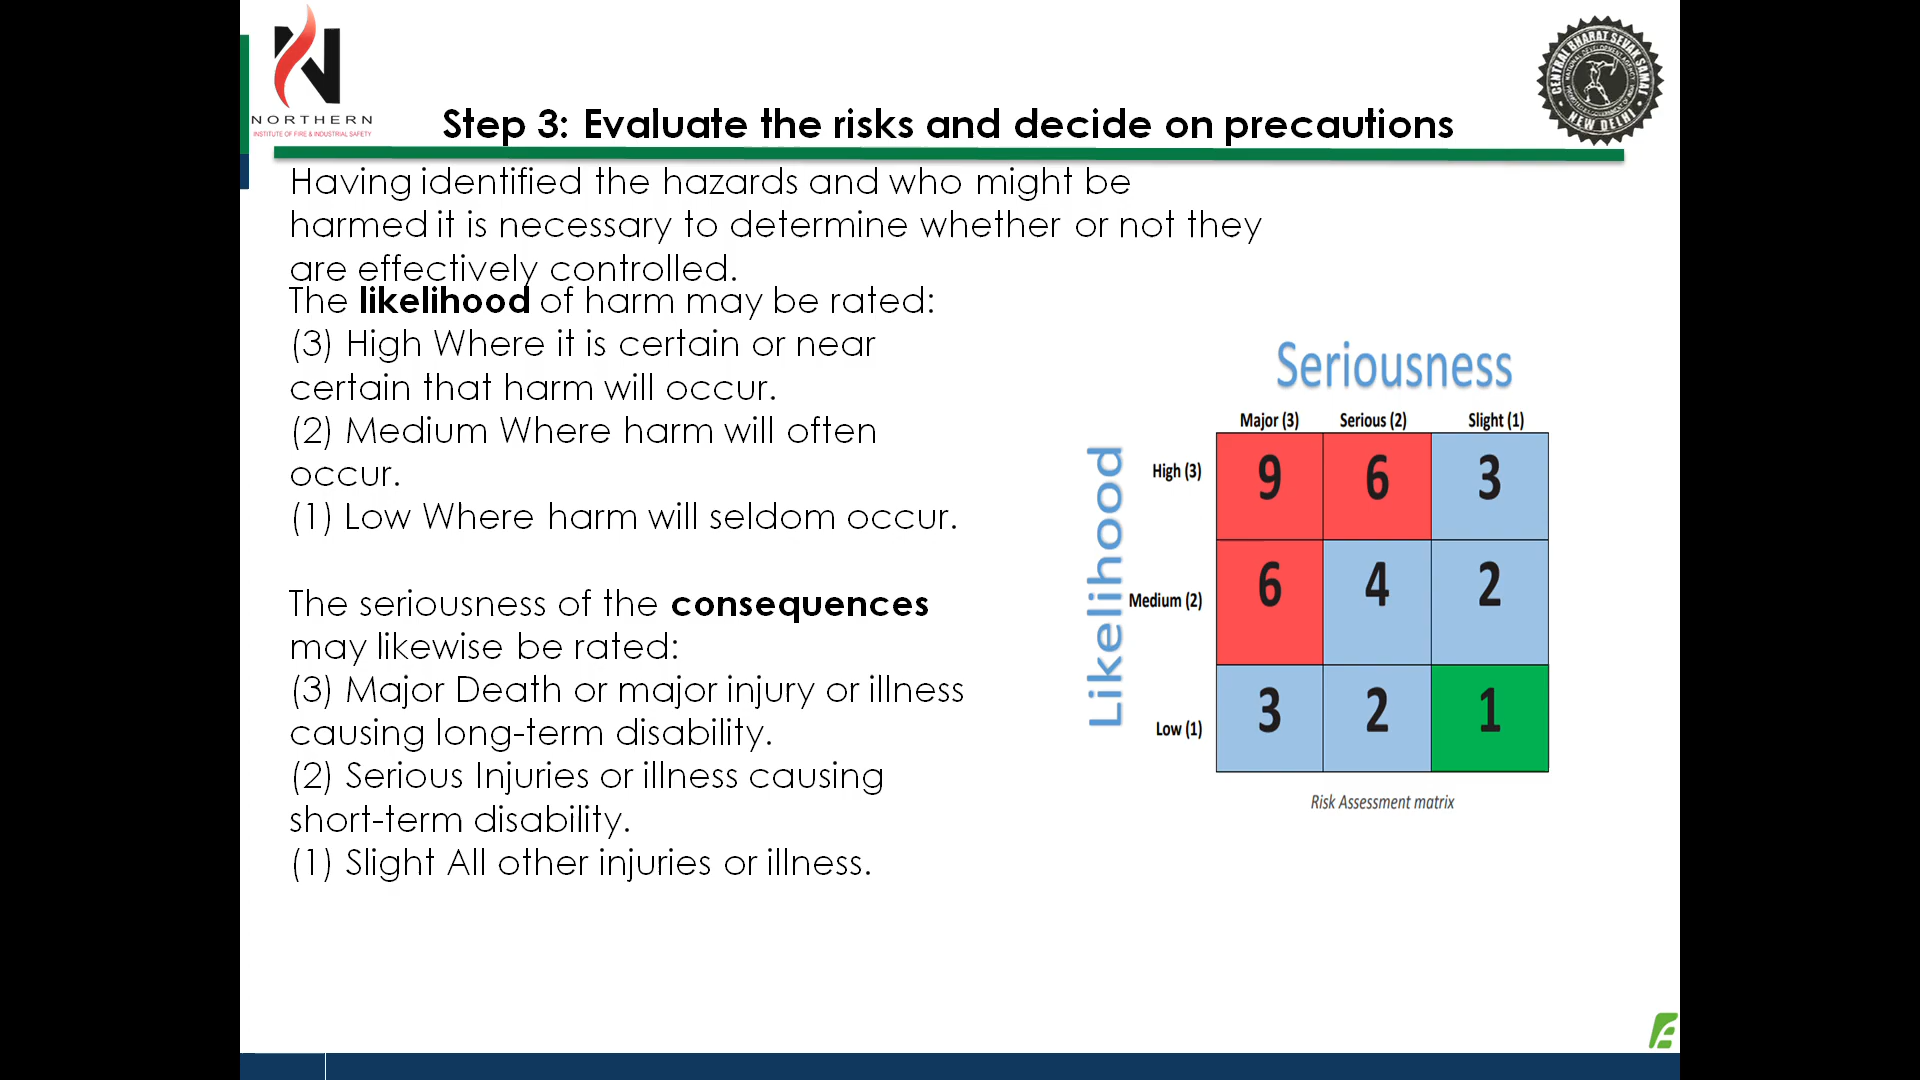 NORTHERN
INSTITUTE OF FIRE & INDUSTRIAL SAFETY
CENTRAL BHARAT SEVAK SAMAJ
NEW DELHI
Step 3: Evaluate the risks and decide on precautions
Having identified the hazards and who might be
harmed it is necessary to determine whether or not they
are effectively controlled.
The likelihood of harm may be rated:
(3) High Where it is certain or near
certain that harm will occur.
(2) Medium Where harm will often
occur.
(1) Low Where harm will seldom occur.
The seriousness of the consequences
may likewise be rated:
(3) Major Death or major injury or illness
causing long-term disability.
(2) Serious Injuries or illness causing
short-term disability.
(1) Slight All other injuries or illness.
Seriousness
Likelihood
Major (3) Serious (2) Slight (1)
High (3) 9 6 3
Medium (2) 6 4 2
Low (1) 3 2 1
Risk Assessment matrix